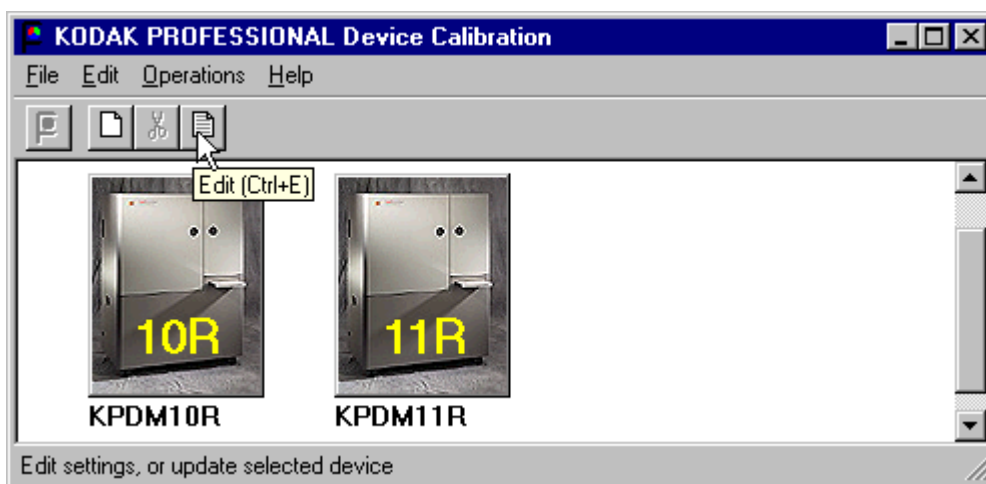 KODAK PROFESSIONAL Device Calibration
File Edit Operations Help
Edit (Ctrl+E)
10R 11R
KPDM10R KPDM11R
Edit settings, or update selected device